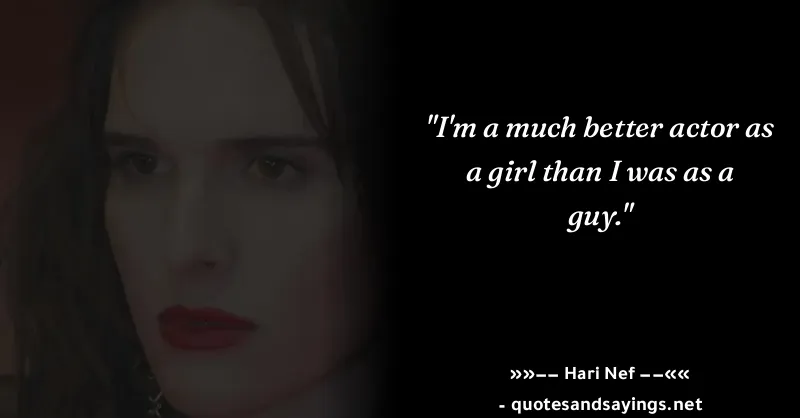 "I'm a much better actor as
a girl than I was as a
guy."
»»−− Hari Nef −−««
- quotesandsayings.net